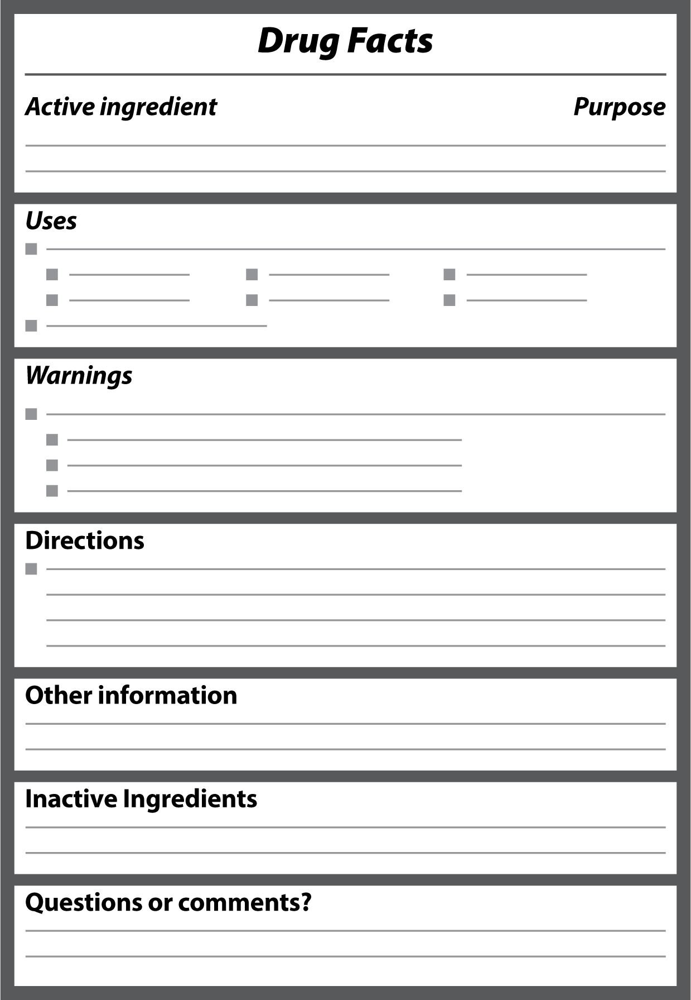 Drug Facts
Active ingredient Purpose
Uses
Warnings
Directions
Other information
Inactive Ingredients
Questions or comments?